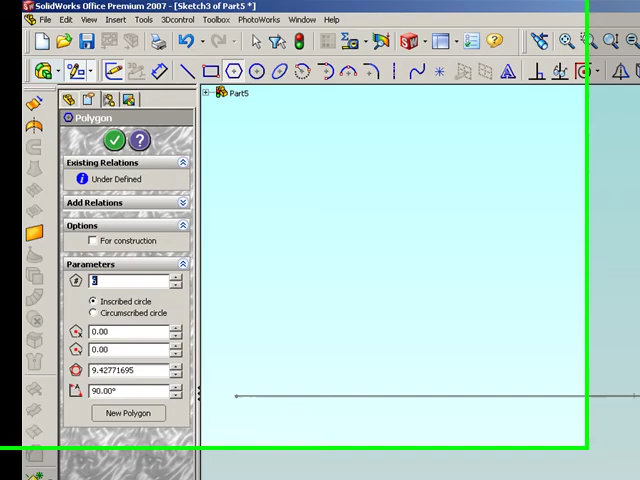 SolidWorks Office Premium 2007 - [Sketch3 of Part5 *]
File Edit View Insert Tools 3Dcontrol Toolbox PhotoWorks Window Help
Part5
Polygon
Existing Relations
Under Defined
Add Relations
Options
For construction
Parameters
6
Inscribed circle
Circumscribed circle
0.00
0.00
9.42771695
90.00°
New Polygon